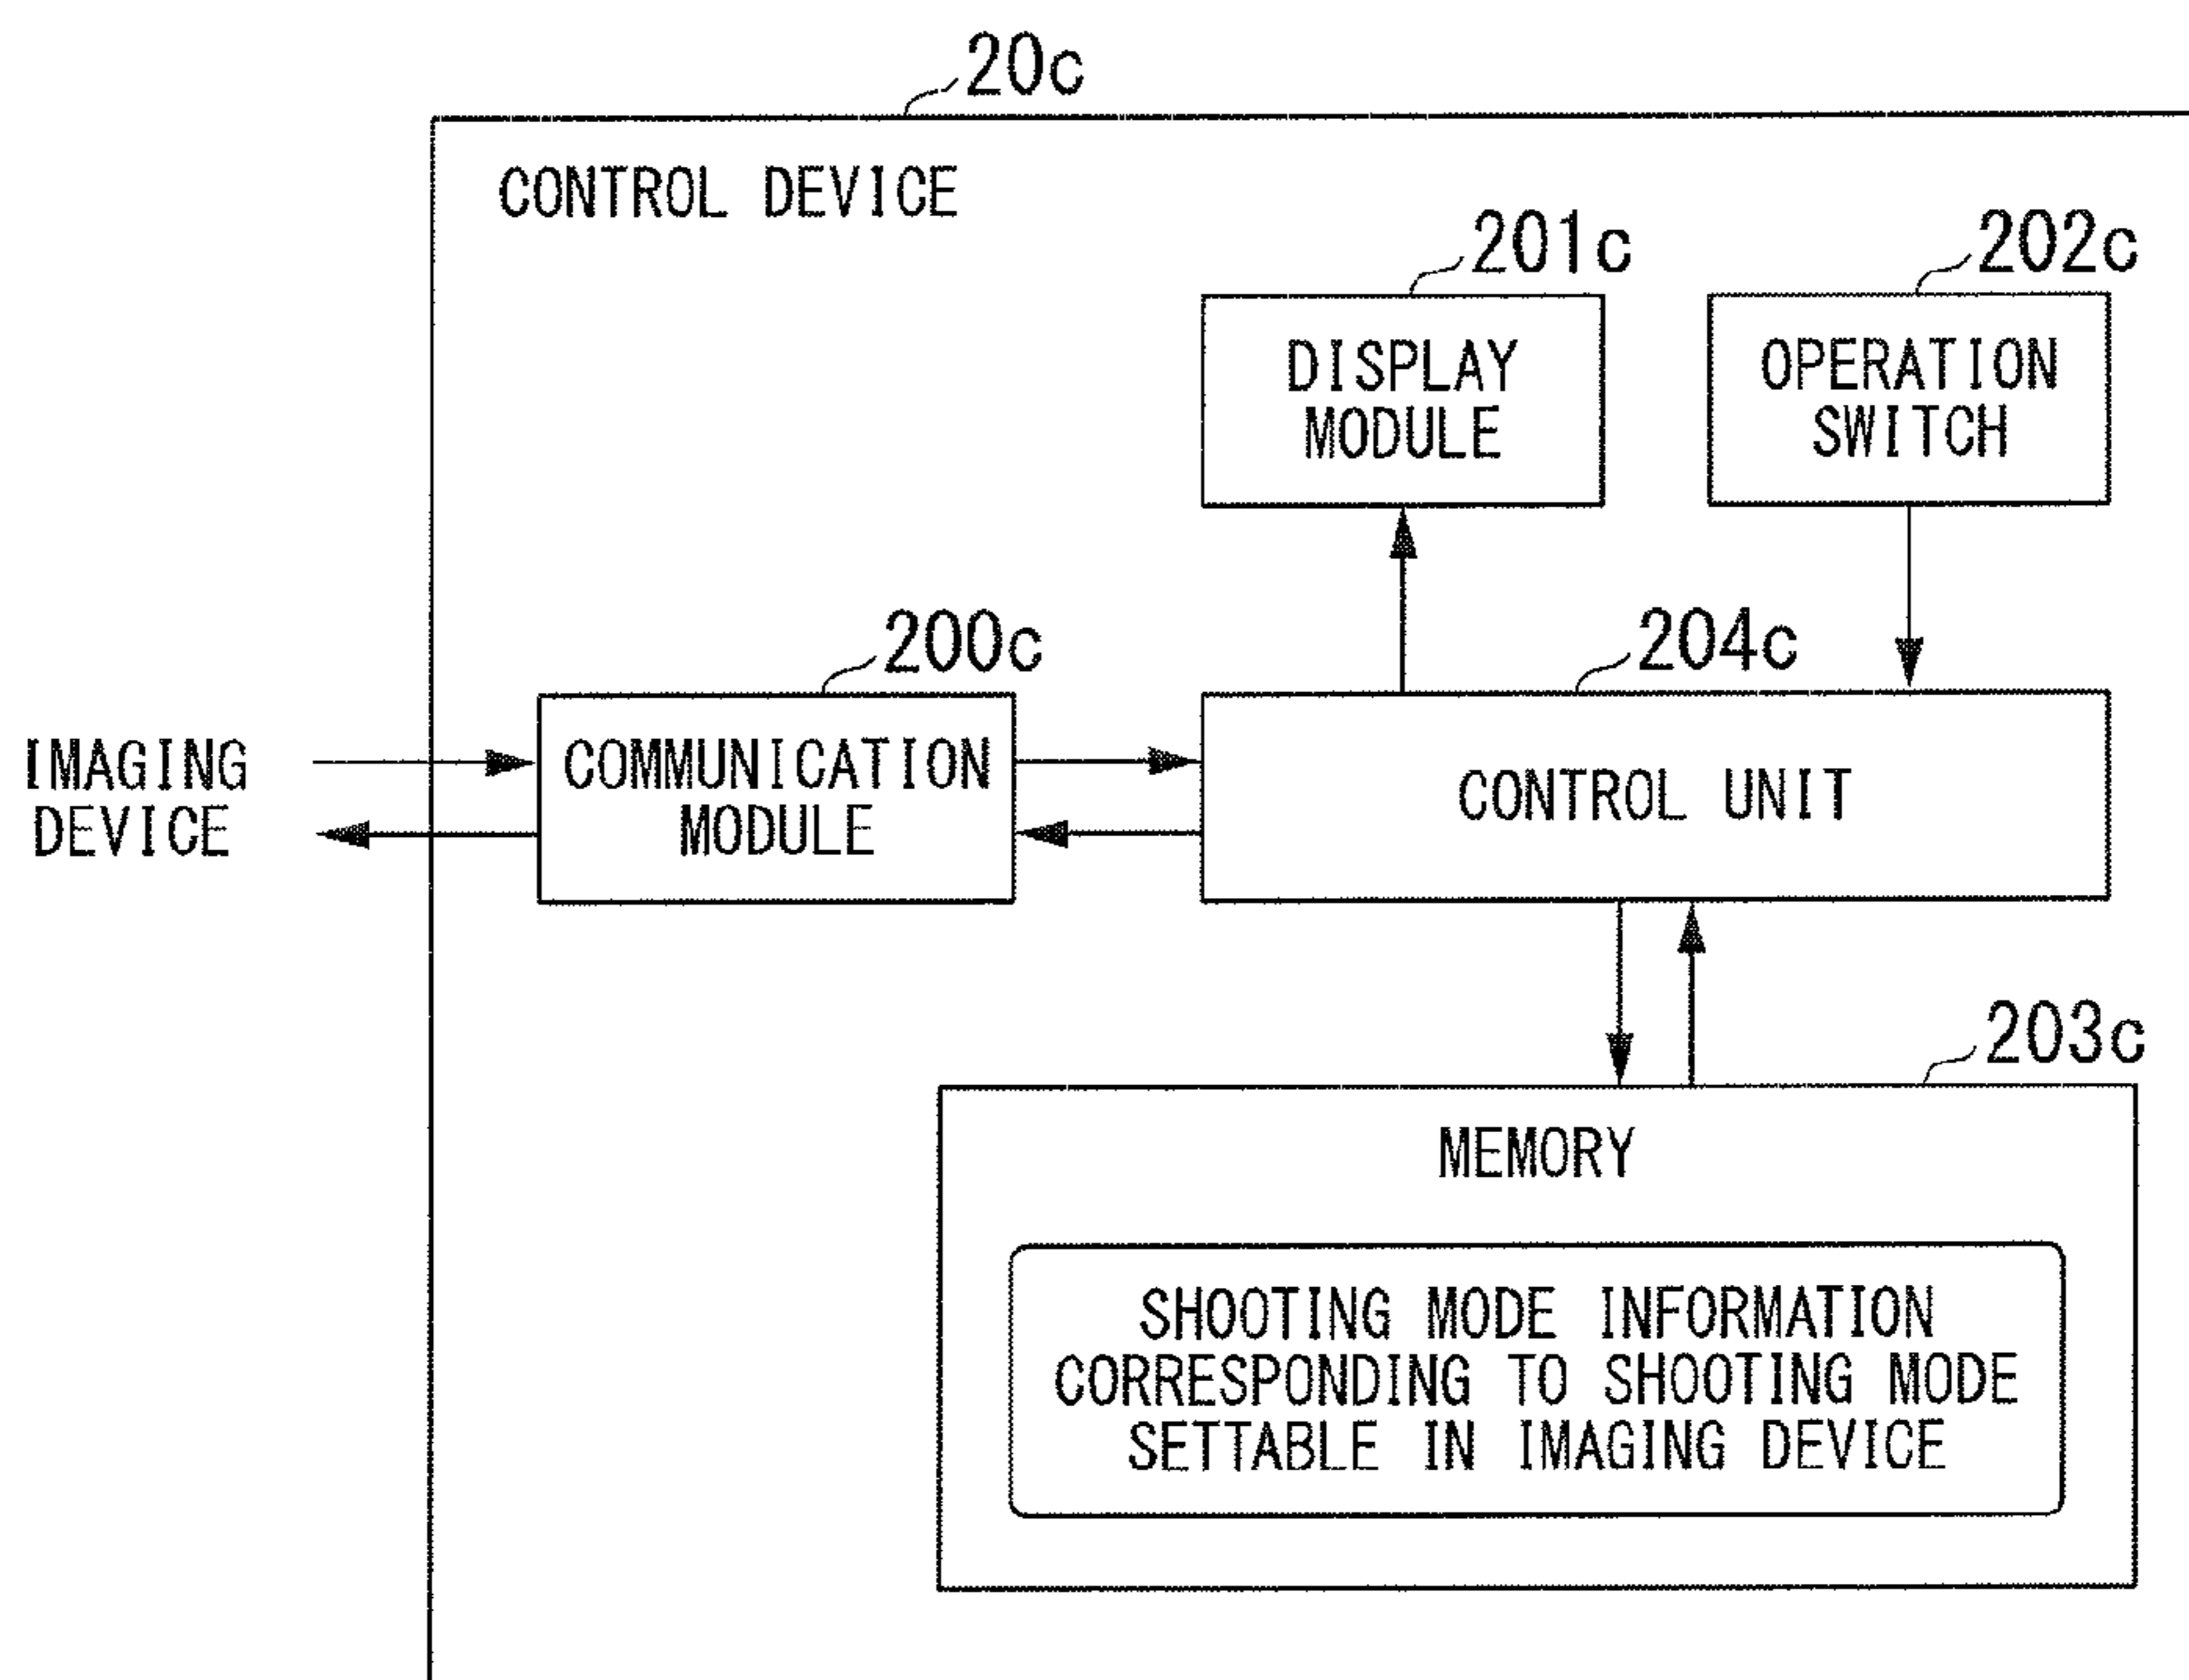 20c
CONTROL DEVICE
201c
202c
DISPLAY
MODULE
OPERATION
SWITCH
200c
204c
IMAGING
DEVICE
COMMUNICATION
MODULE
CONTROL UNIT
203c
MEMORY
SHOOTING MODE INFORMATION
CORRESPONDING TO SHOOTING MODE
SETTABLE IN IMAGING DEVICE